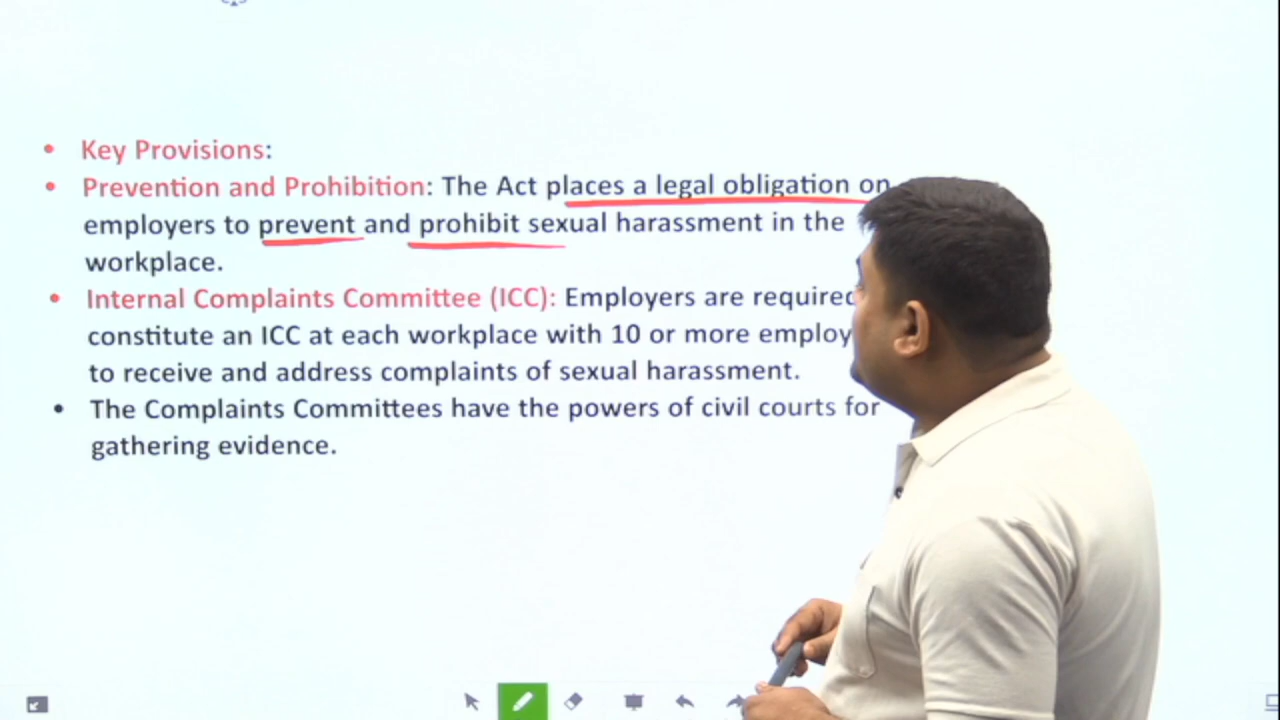 • Key Provisions:
• Prevention and Prohibition: The Act places a legal obligation on
employers to prevent and prohibit sexual harassment in the
workplace.
• Internal Complaints Committee (ICC): Employers are required
constitute an ICC at each workplace with 10 or more employ
to receive and address complaints of sexual harassment.
• The Complaints Committees have the powers of civil courts for
gathering evidence.